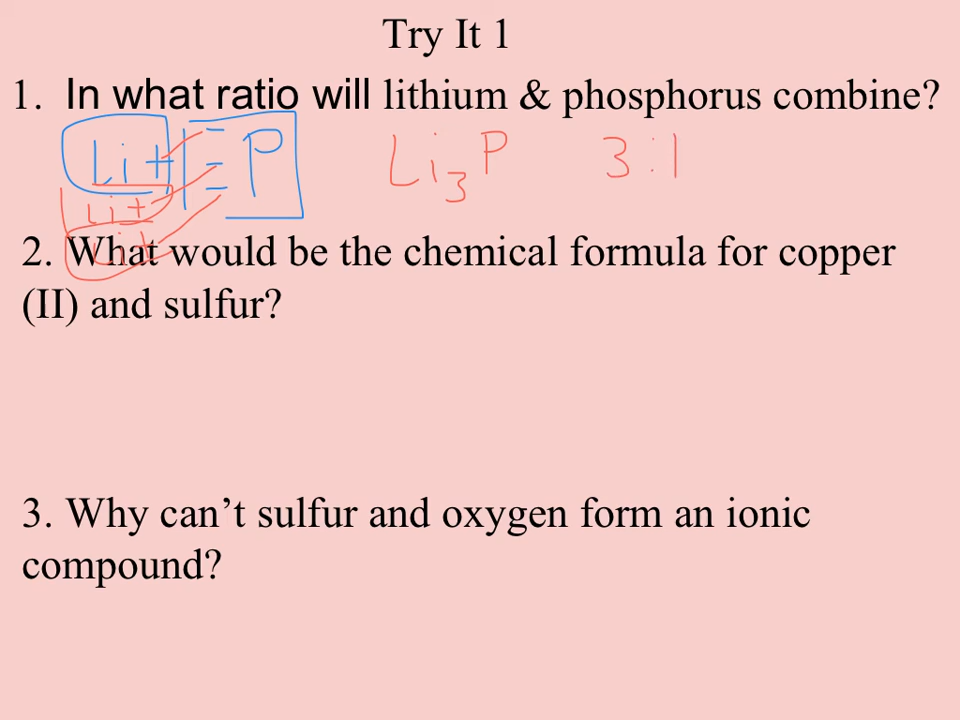 Try It 1
1. In what ratio will lithium & phosphorus combine?
Li+ P Li3P 3:1
Li+
Li+
2. What would be the chemical formula for copper
(II) and sulfur?
3. Why can’t sulfur and oxygen form an ionic
compound?